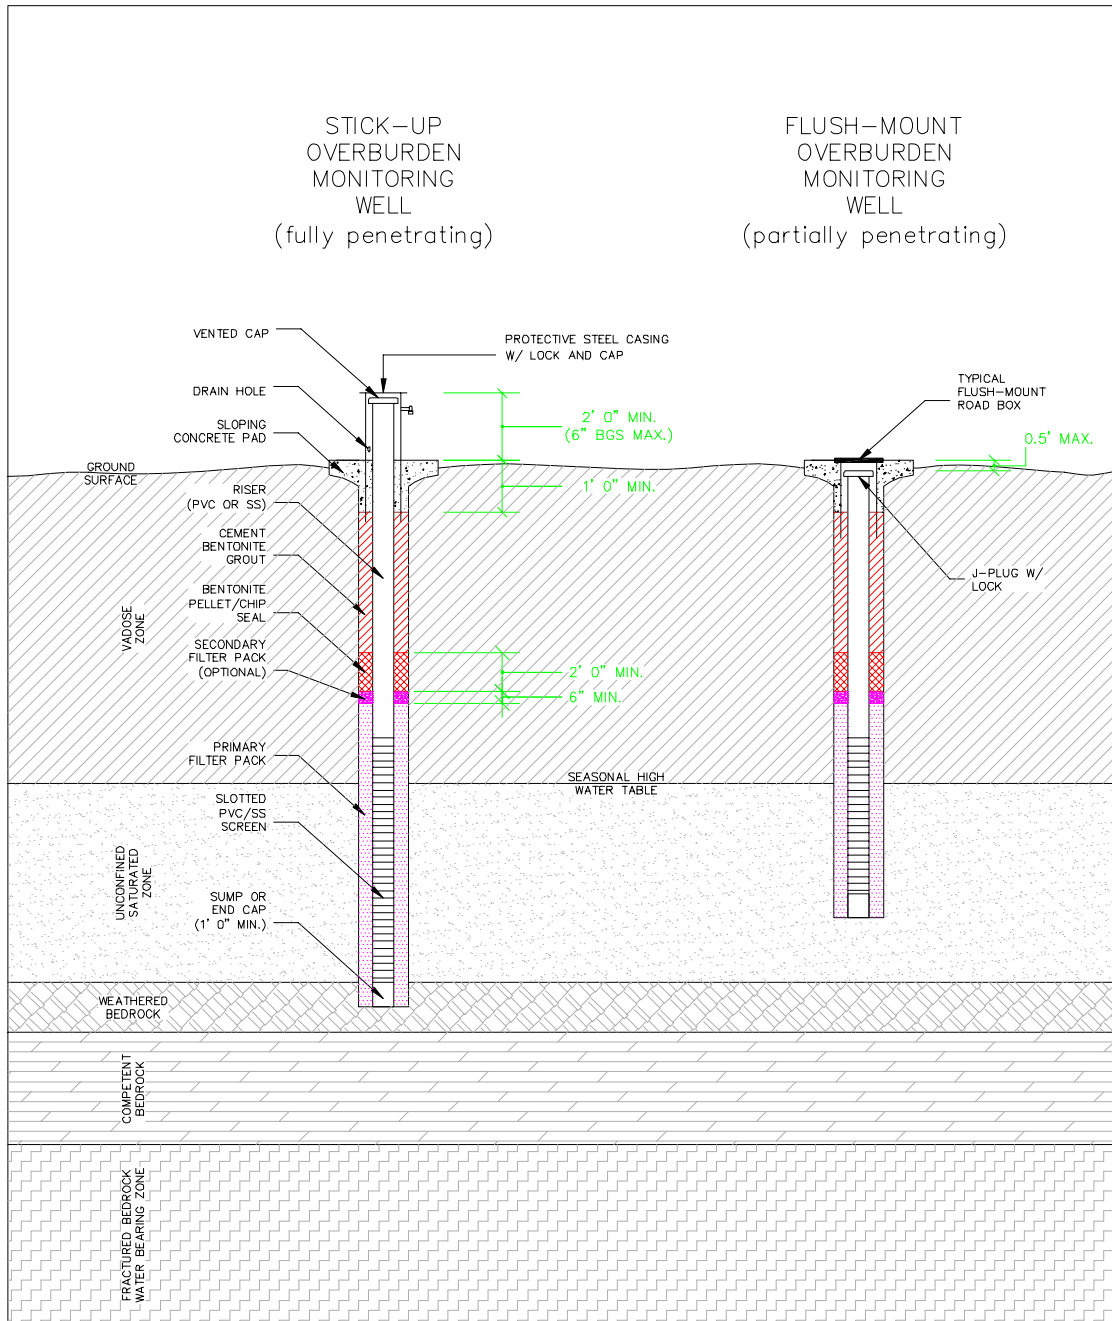 STICK-UP
OVERBURDEN
MONITORING
WELL
(fully penetrating)
FLUSH-MOUNT
OVERBURDEN
MONITORING
WELL
(partially penetrating)
VENTED CAP
PROTECTIVE STEEL CASING
W/ LOCK AND CAP
DRAIN HOLE
SLOPING
CONCRETE PAD
GROUND
SURFACE
2' 0" MIN.
(6" BGS MAX.)
1' 0" MIN.
TYPICAL
FLUSH-MOUNT
ROAD BOX
0.5' MAX.
RISER
(PVC OR SS)
CEMENT
BENTONITE
GROUT
BENTONITE
PELLET/CHIP
SEAL
SECONDARY
FILTER PACK
(OPTIONAL)
J-PLUG W/
LOCK
2' 0" MIN.
6" MIN.
VADOSE
ZONE
PRIMARY
FILTER PACK
SEASONAL HIGH
WATER TABLE
SLOTTED
PVC/SS
SCREEN
UNCONFINED
SATURATED
ZONE
SUMP OR
END CAP
(1' 0" MIN.)
WEATHERED
BEDROCK
COMPETENT
BEDROCK
FRACTURED BEDROCK
WATER BEARING ZONE